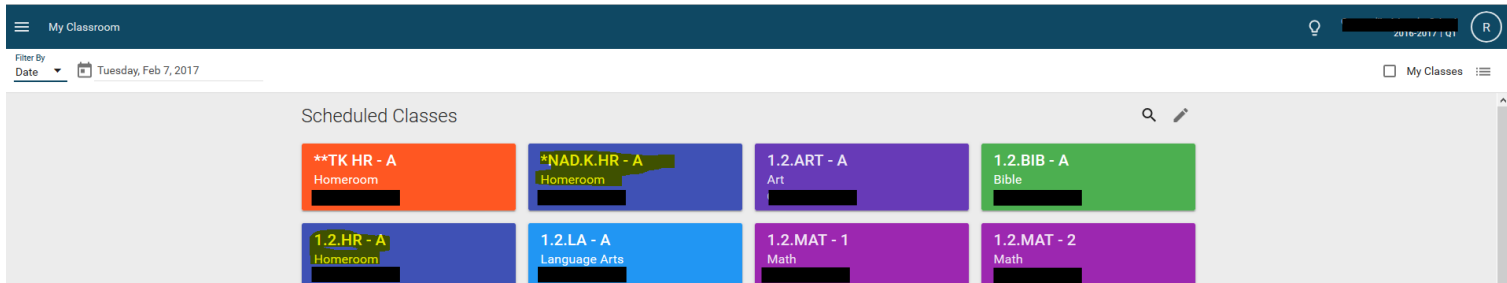 My Classroom
2016-2017 | Q1
R
Filter By
Date
Tuesday, Feb 7, 2017
My Classes
Scheduled Classes
**TK HR - A
Homeroom
*NAD.K.HR - A
Homeroom
1.2.ART - A
Art
1.2.BIB - A
Bible
1.2.HR - A
Homeroom
1.2.LA - A
Language Arts
1.2.MAT - 1
Math
1.2.MAT - 2
Math